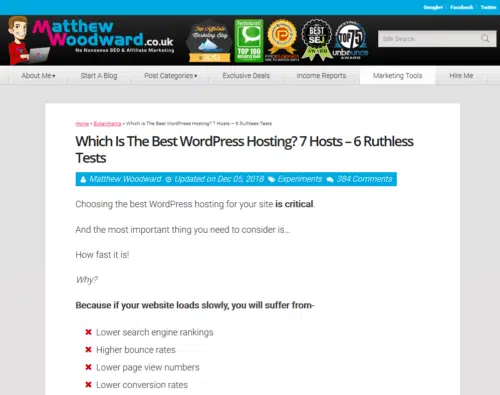 Google+ Facebook Twitter
Matthew
Woodward.co.uk
No Nonsense SEO & Affiliate Marketing
TOP 100
BUSINESS
BEST
SEJ
TOP 75
unbounce
AWARD
Site Search..
About Me Start A Blog Post Categories Exclusive Deals Income Reports Marketing Tools Hire Me
Home » Experiments » Which Is The Best WordPress Hosting? 7 Hosts – 6 Ruthless Tests
Which Is The Best WordPress Hosting? 7 Hosts – 6 Ruthless
Tests
Matthew Woodward Updated on Dec 05, 2018 Experiments 384 Comments
Choosing the best WordPress hosting for your site is critical.
And the most important thing you need to consider is...
How fast it is!
Why?
Because if your website loads slowly, you will suffer from-
Lower search engine rankings
Higher bounce rates
Lower page view numbers
Lower conversion rates